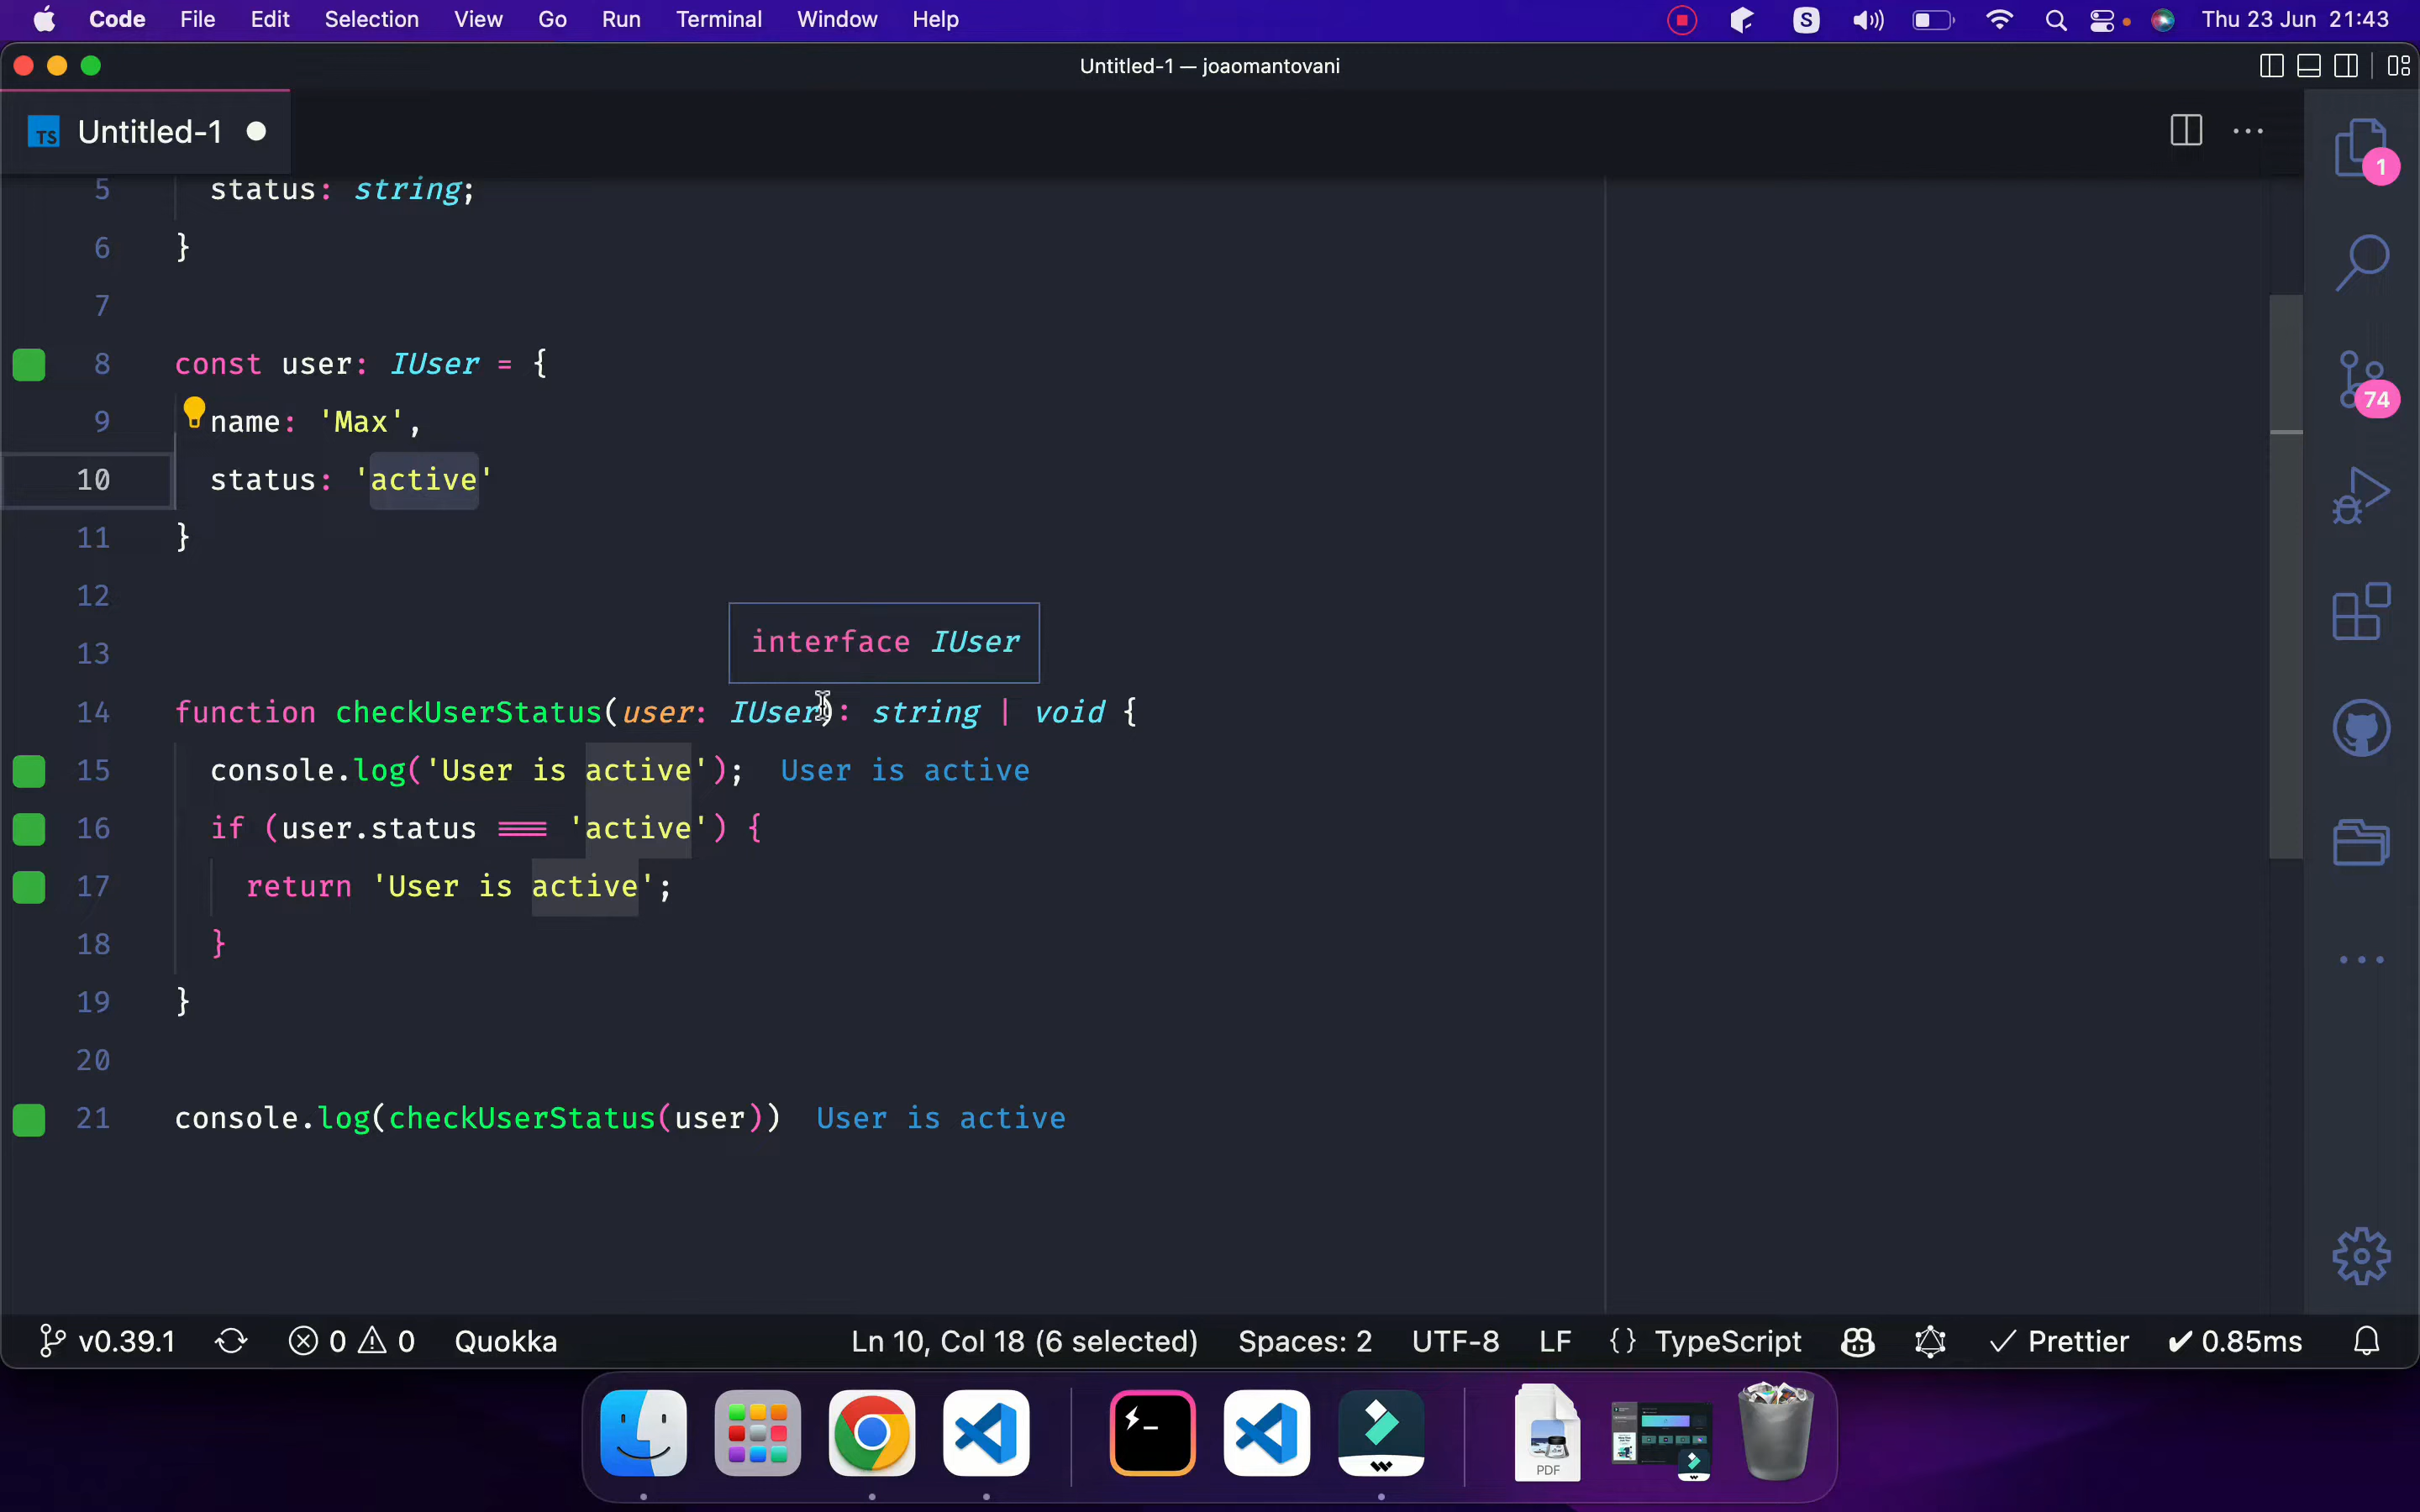 Code File Edit Selection View Go Run Terminal Window Help S Thu 23 Jun 21:43
Untitled-1 — joaomantovani
TS Untitled-1
1
5 status: string;
6 }
7
8 const user: IUser = {
74
9 name: 'Max',
10 status: 'active'
11 }
12
interface IUser
13
14 function checkUserStatus(user: IUser): string | void {
15 console.log('User is active'); User is active
16 if (user.status === 'active') {
17 return 'User is active';
18 }
19 }
20
21 console.log(checkUserStatus(user)) User is active
v0.39.1 0 0 Quokka Ln 10, Col 18 (6 selected) Spaces: 2 UTF-8 LF {} TypeScript ✓ Prettier ✔ 0.85ms
PDF